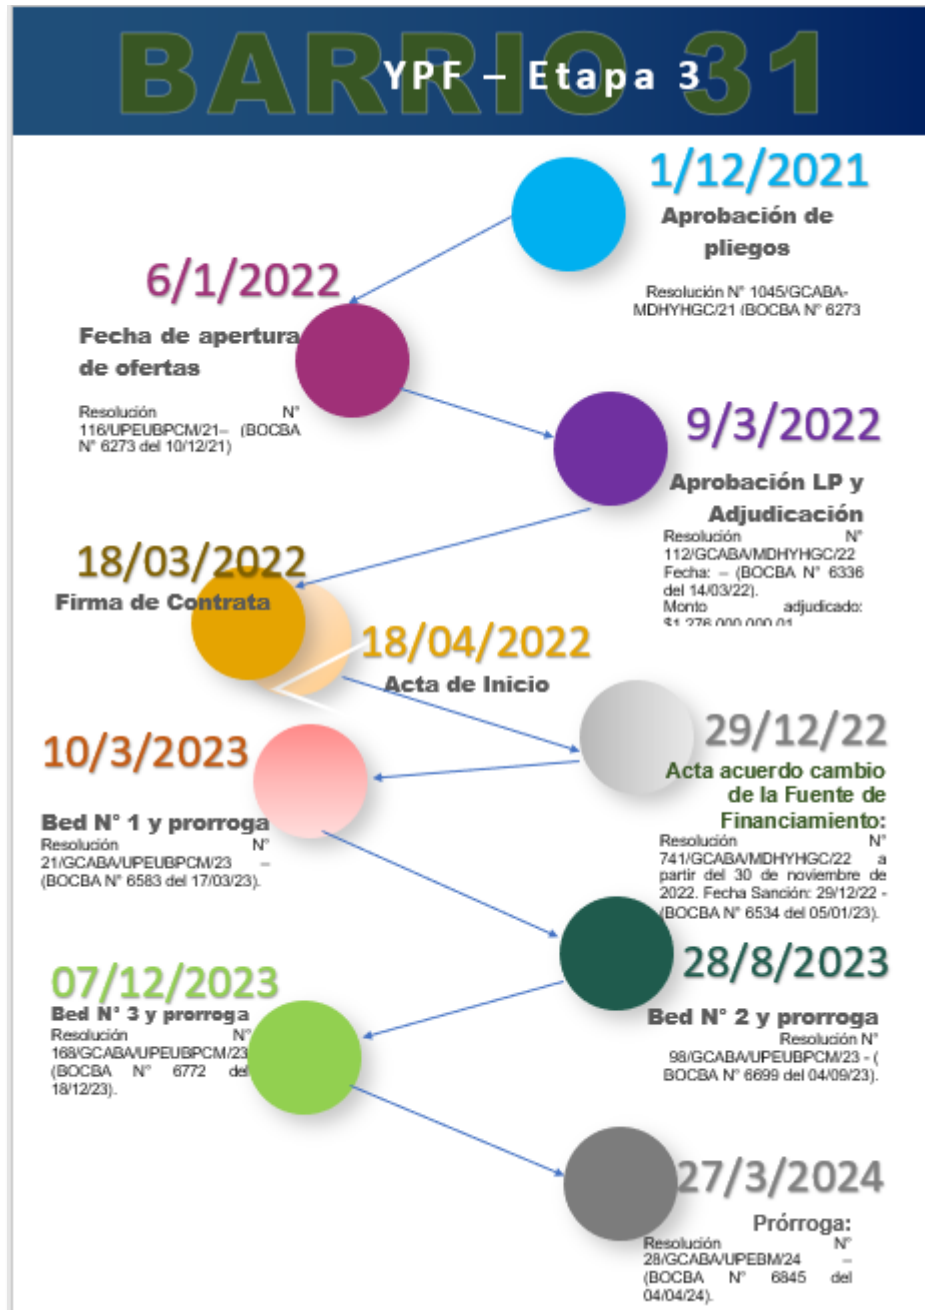 BARRIO 31
YPF – Etapa 3
1/12/2021
Aprobación de
pliegos
Resolución N° 1045/GCABA-
MDHYHGC/21 (BOCBA N° 6273
6/1/2022
Fecha de apertura
de ofertas
Resolución N°
116/UPEUBPCM/21– (BOCBA
N° 6273 del 10/12/21)
9/3/2022
Aprobación LP y
Adjudicación
Resolución N°
112/GCABA/MDHYHGC/22
Fecha: – (BOCBA N° 6336
del 14/03/22).
Monto adjudicado:
$1.276.000.000,01
18/03/2022
Firma de Contrata
18/04/2022
Acta de Inicio
29/12/22
Acta acuerdo cambio
de la Fuente de
Financiamiento:
Resolución N°
741/GCABA/MDHYHGC/22 a
partir del 30 de noviembre de
2022. Fecha Sanción: 29/12/22 -
(BOCBA N° 6534 del 05/01/23).
10/3/2023
Bed N° 1 y prorroga
Resolución N°
21/GCABA/UPEUBPCM/23 –
(BOCBA N° 6583 del 17/03/23).
28/8/2023
Bed N° 2 y prorroga
Resolución N°
98/GCABA/UPEUBPCM/23 - (
BOCBA N° 6699 del 04/09/23).
07/12/2023
Bed N° 3 y prorroga
Resolución N°
168/GCABA/UPEUBPCM/23
(BOCBA N° 6772 del
18/12/23).
27/3/2024
Prórroga:
Resolución N°
28/GCABA/UPEBM/24 –
(BOCBA N° 6845 del
04/04/24).